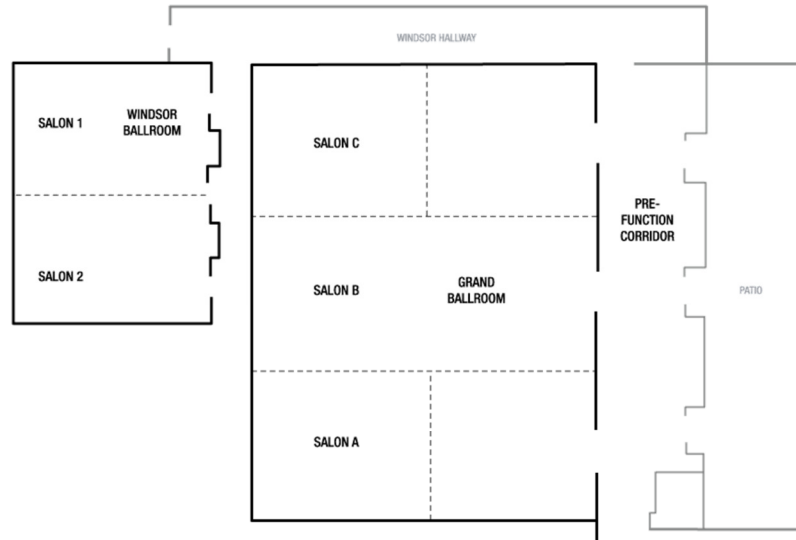 WINDSOR HALLWAY
SALON 1
WINDSOR
BALLROOM
SALON C
PRE-
FUNCTION
CORRIDOR
SALON 2
SALON B
GRAND
BALLROOM
PATIO
SALON A